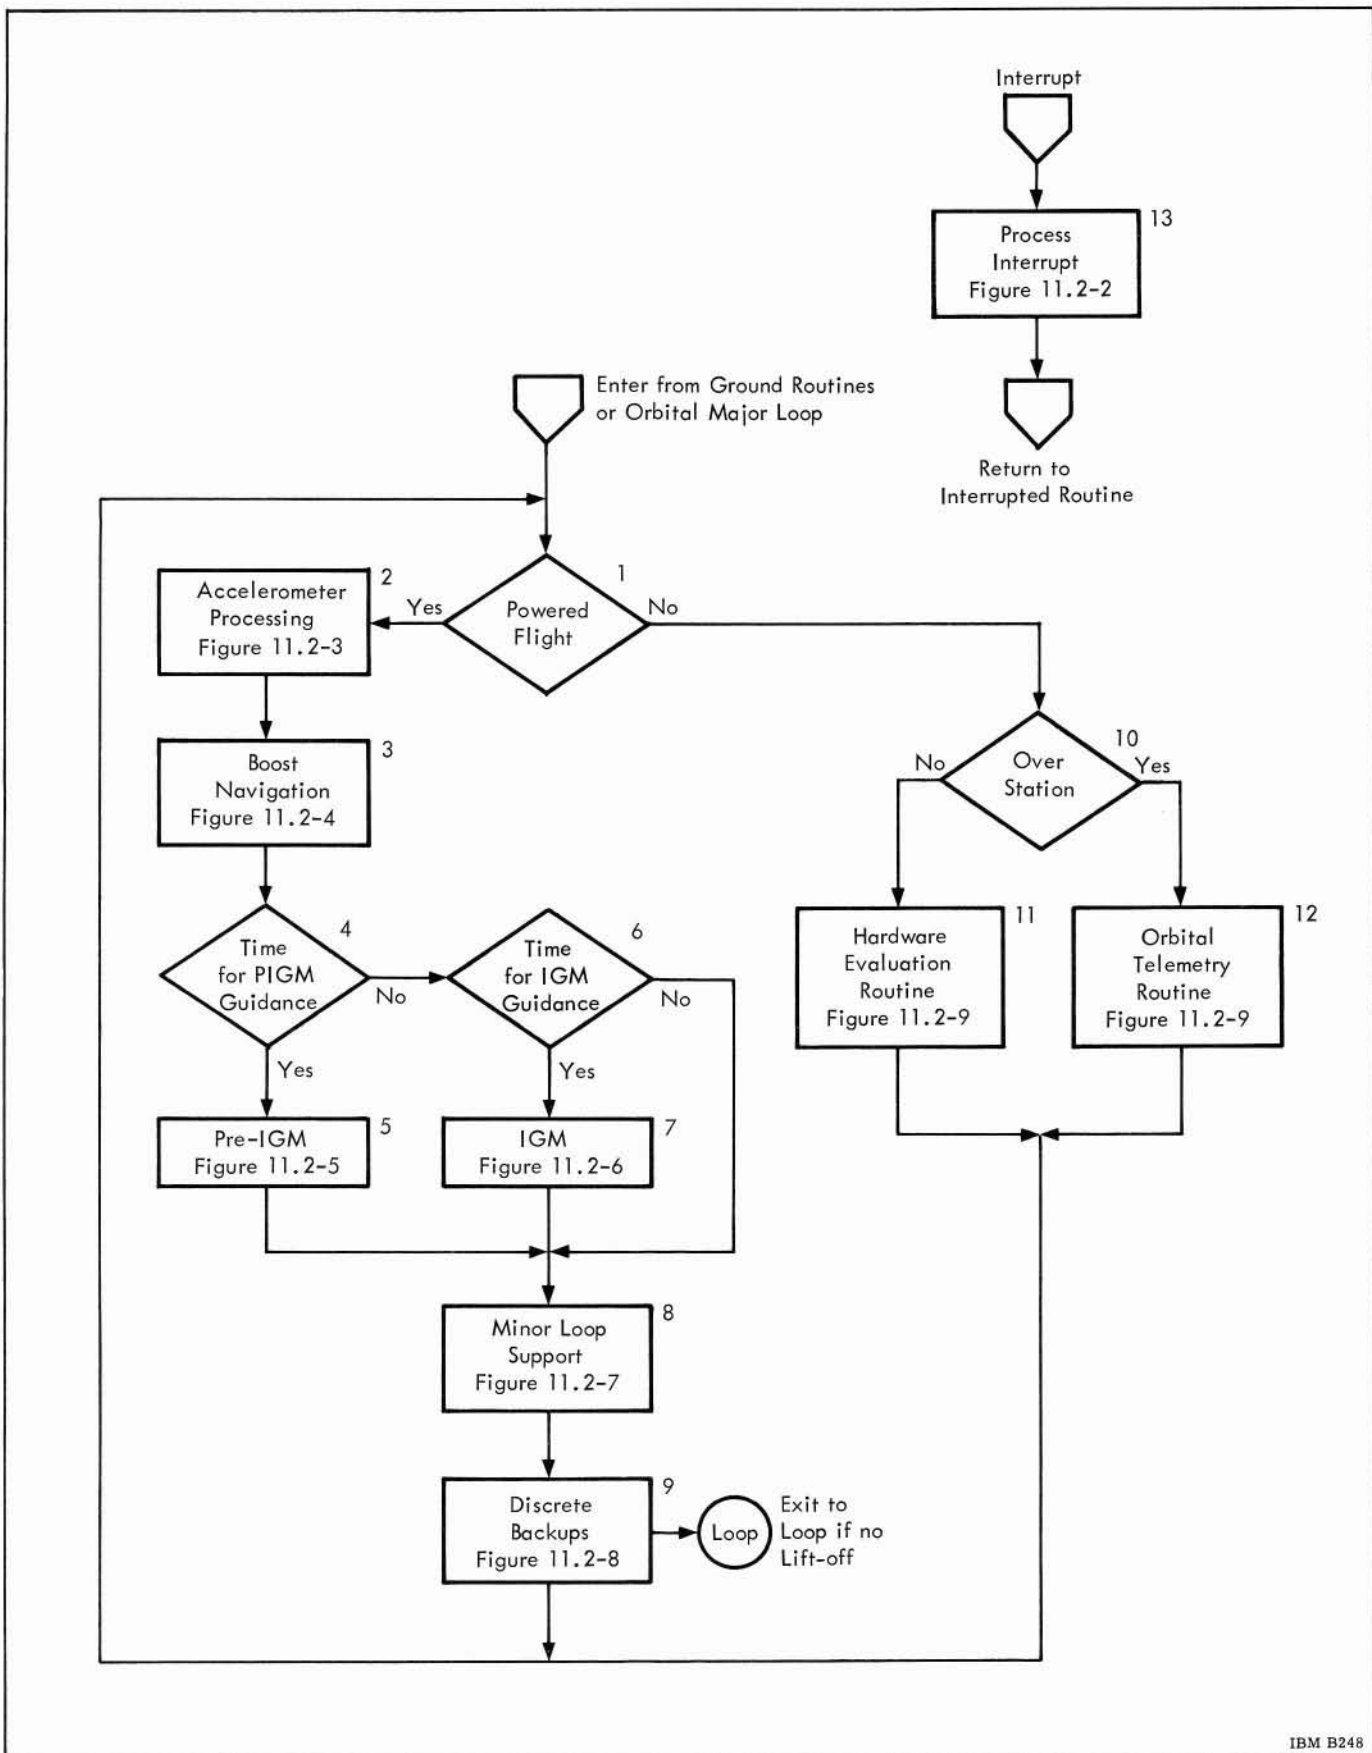 Interrupt
13
Process
Interrupt
Figure 11.2-2
Enter from Ground Routines
or Orbital Major Loop
Return to
Interrupted Routine
1
Powered
Flight
Yes
No
2
Accelerometer
Processing
Figure 11.2-3
3
Boost
Navigation
Figure 11.2-4
10
Over
Station
No
Yes
4
Time
for PIGM
Guidance
No
Yes
6
Time
for IGM
Guidance
No
Yes
11
Hardware
Evaluation
Routine
Figure 11.2-9
12
Orbital
Telemetry
Routine
Figure 11.2-9
5
Pre-IGM
Figure 11.2-5
7
IGM
Figure 11.2-6
8
Minor Loop
Support
Figure 11.2-7
9
Discrete
Backups
Figure 11.2-8
Loop
Exit to
Loop if no
Lift-off
IBM B248